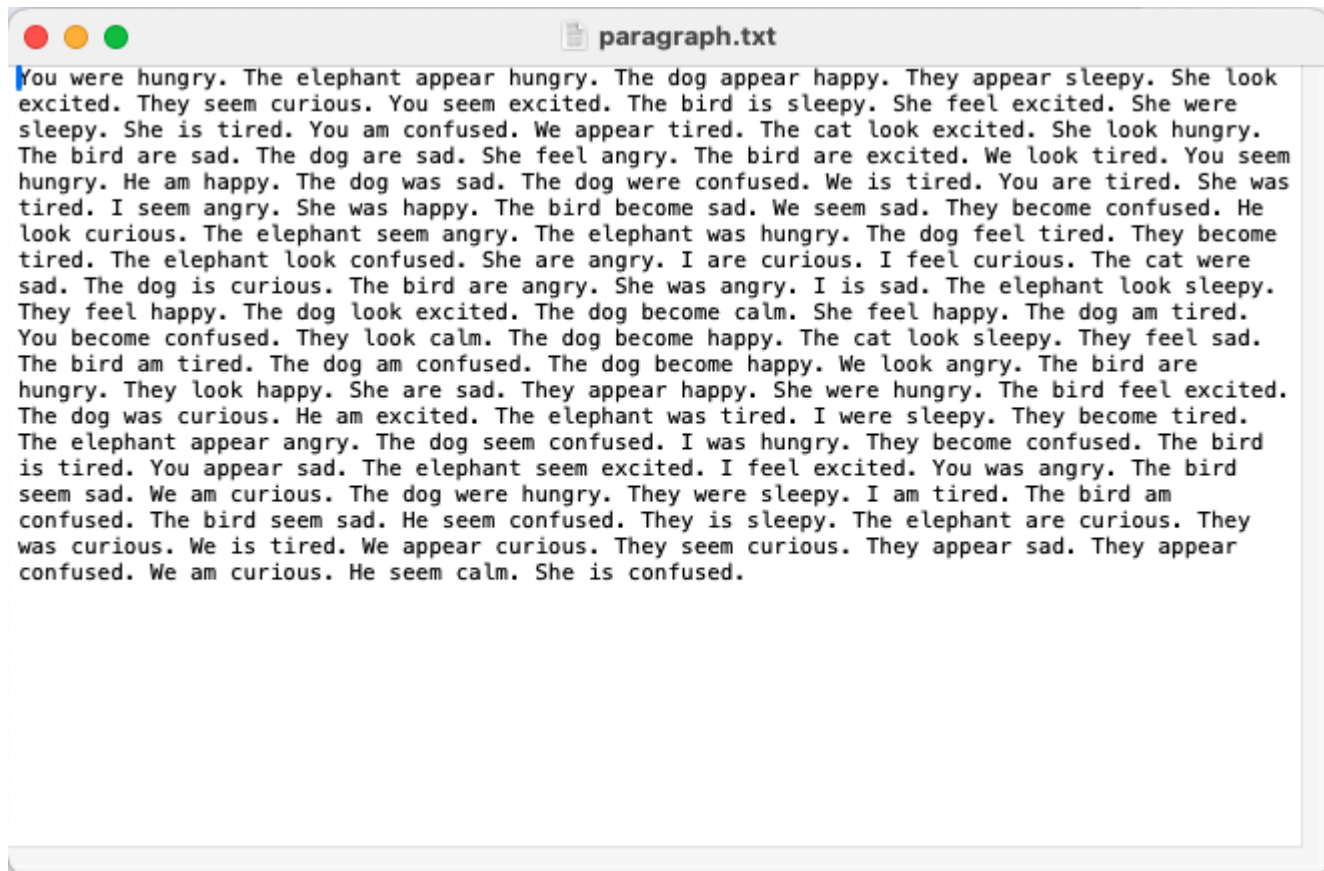 paragraph.txt
You were hungry. The elephant appear hungry. The dog appear happy. They appear sleepy. She look
excited. They seem curious. You seem excited. The bird is sleepy. She feel excited. She were
sleepy. She is tired. You am confused. We appear tired. The cat look excited. She look hungry.
The bird are sad. The dog are sad. She feel angry. The bird are excited. We look tired. You seem
hungry. He am happy. The dog was sad. The dog were confused. We is tired. You are tired. She was
tired. I seem angry. She was happy. The bird become sad. We seem sad. They become confused. He
look curious. The elephant seem angry. The elephant was hungry. The dog feel tired. They become
tired. The elephant look confused. She are angry. I are curious. I feel curious. The cat were
sad. The dog is curious. The bird are angry. She was angry. I is sad. The elephant look sleepy.
They feel happy. The dog look excited. The dog become calm. She feel happy. The dog am tired.
You become confused. They look calm. The dog become happy. The cat look sleepy. They feel sad.
The bird am tired. The dog am confused. The dog become happy. We look angry. The bird are
hungry. They look happy. She are sad. They appear happy. She were hungry. The bird feel excited.
The dog was curious. He am excited. The elephant was tired. I were sleepy. They become tired.
The elephant appear angry. The dog seem confused. I was hungry. They become confused. The bird
is tired. You appear sad. The elephant seem excited. I feel excited. You was angry. The bird
seem sad. We am curious. The dog were hungry. They were sleepy. I am tired. The bird am
confused. The bird seem sad. He seem confused. They is sleepy. The elephant are curious. They
was curious. We is tired. We appear curious. They seem curious. They appear sad. They appear
confused. We am curious. He seem calm. She is confused.